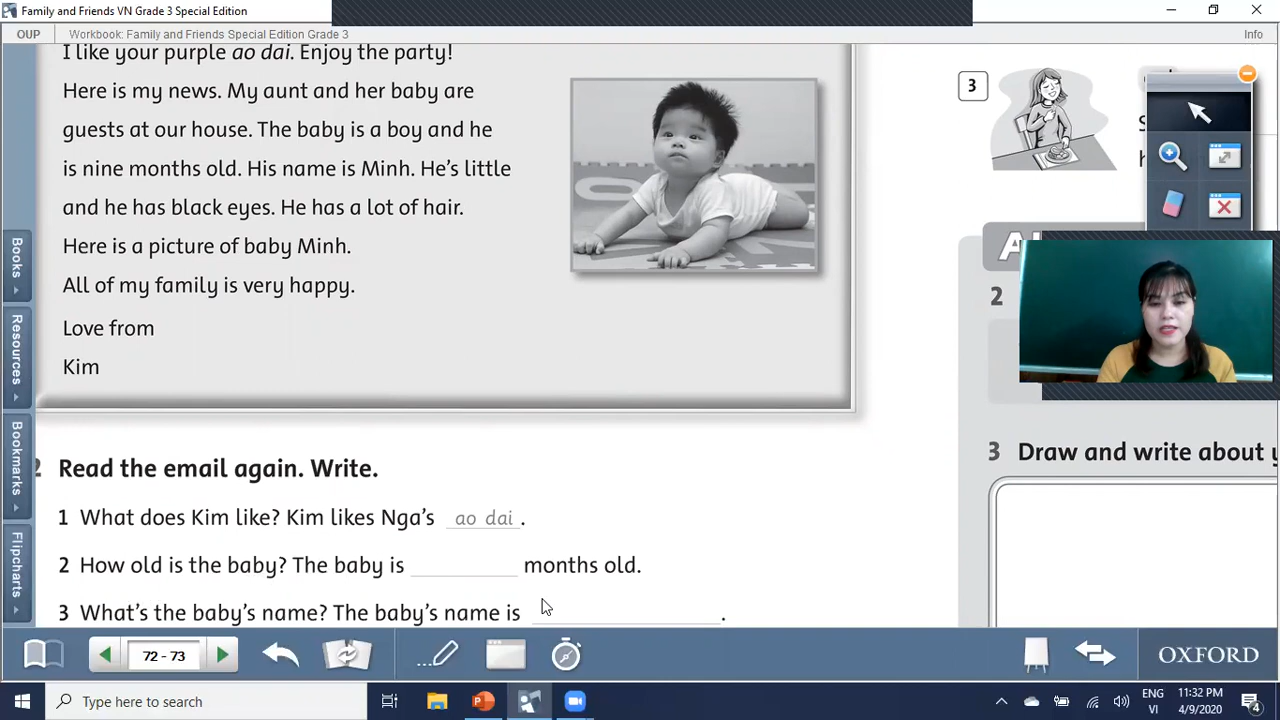 Family and Friends VN Grade 3 Special Edition
OUP
Workbook: Family and Friends Special Edition Grade 3
Info
I like your purple ao dai. Enjoy the party!
Here is my news. My aunt and her baby are
guests at our house. The baby is a boy and he
is nine months old. His name is Minh. He's little
and he has black eyes. He has a lot of hair.
Here is a picture of baby Minh.
All of my family is very happy.
Love from
Kim
3
2
3 Draw and write about
Books
Resources
Bookmarks
Flipcharts
Read the email again. Write.
1 What does Kim like? Kim likes Nga's ao dai.
2 How old is the baby? The baby is months old.
3 What's the baby's name? The baby's name is .
72 - 73
OXFORD
Type here to search
ENG
VI
11:32 PM
4/9/2020
4